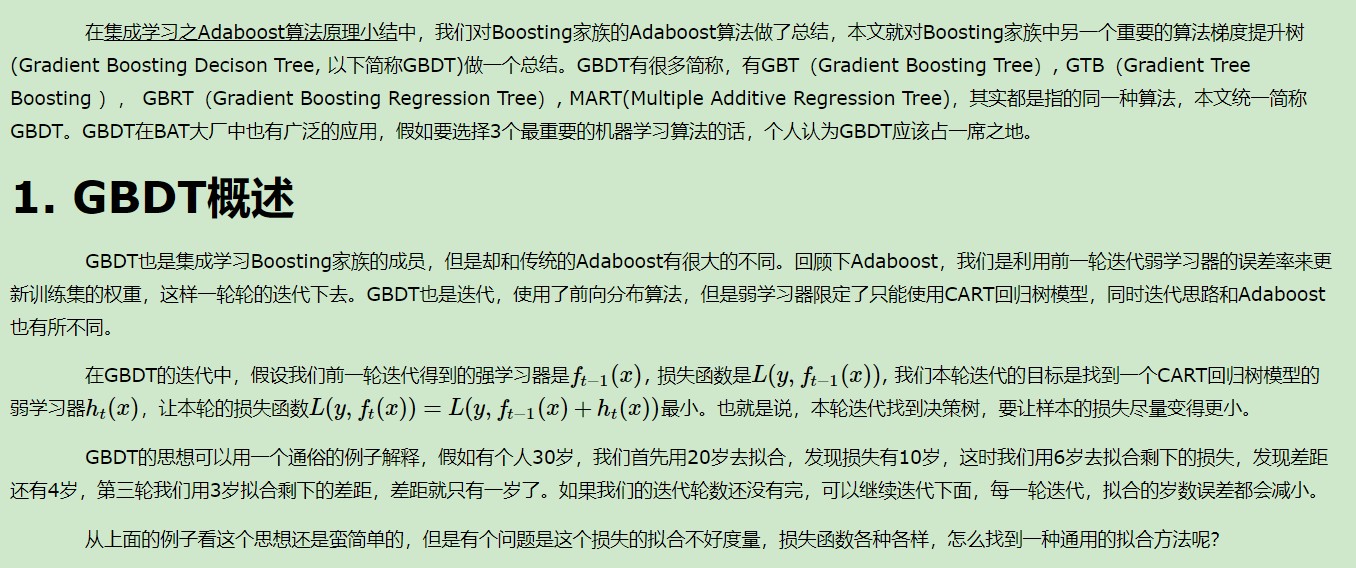 在集成学习之Adaboost算法原理小结中，我们对Boosting家族的Adaboost算法做了总结，本文就对Boosting家族中另一个重要的算法梯度提升树
(Gradient Boosting Decison Tree, 以下简称GBDT)做一个总结。GBDT有很多简称，有GBT（Gradient Boosting Tree）, GTB（Gradient Tree
Boosting ）， GBRT（Gradient Boosting Regression Tree）, MART(Multiple Additive Regression Tree)，其实都是指的同一种算法，本文统一简称
GBDT。GBDT在BAT大厂中也有广泛的应用，假如要选择3个最重要的机器学习算法的话，个人认为GBDT应该占一席之地。
1. GBDT概述
GBDT也是集成学习Boosting家族的成员，但是却和传统的Adaboost有很大的不同。回顾下Adaboost，我们是利用前一轮迭代弱学习器的误差率来更
新训练集的权重，这样一轮轮的迭代下去。GBDT也是迭代，使用了前向分布算法，但是弱学习器限定了只能使用CART回归树模型，同时迭代思路和Adaboost
也有所不同。
在GBDT的迭代中，假设我们前一轮迭代得到的强学习器是f_{t−1}(x), 损失函数是L(y, f_{t−1}(x)), 我们本轮迭代的目标是找到一个CART回归树模型的
弱学习器h_t(x)，让本轮的损失函数L(y, f_t(x)) = L(y, f_{t−1}(x) + h_t(x))最小。也就是说，本轮迭代找到决策树，要让样本的损失尽量变得更小。
GBDT的思想可以用一个通俗的例子解释，假如有个人30岁，我们首先用20岁去拟合，发现损失有10岁，这时我们用6岁去拟合剩下的损失，发现差距
还有4岁，第三轮我们用3岁拟合剩下的差距，差距就只有一岁了。如果我们的迭代轮数还没有完，可以继续迭代下面，每一轮迭代，拟合的岁数误差都会减小。
从上面的例子看这个思想还是蛮简单的，但是有个问题是这个损失的拟合不好度量，损失函数各种各样，怎么找到一种通用的拟合方法呢？